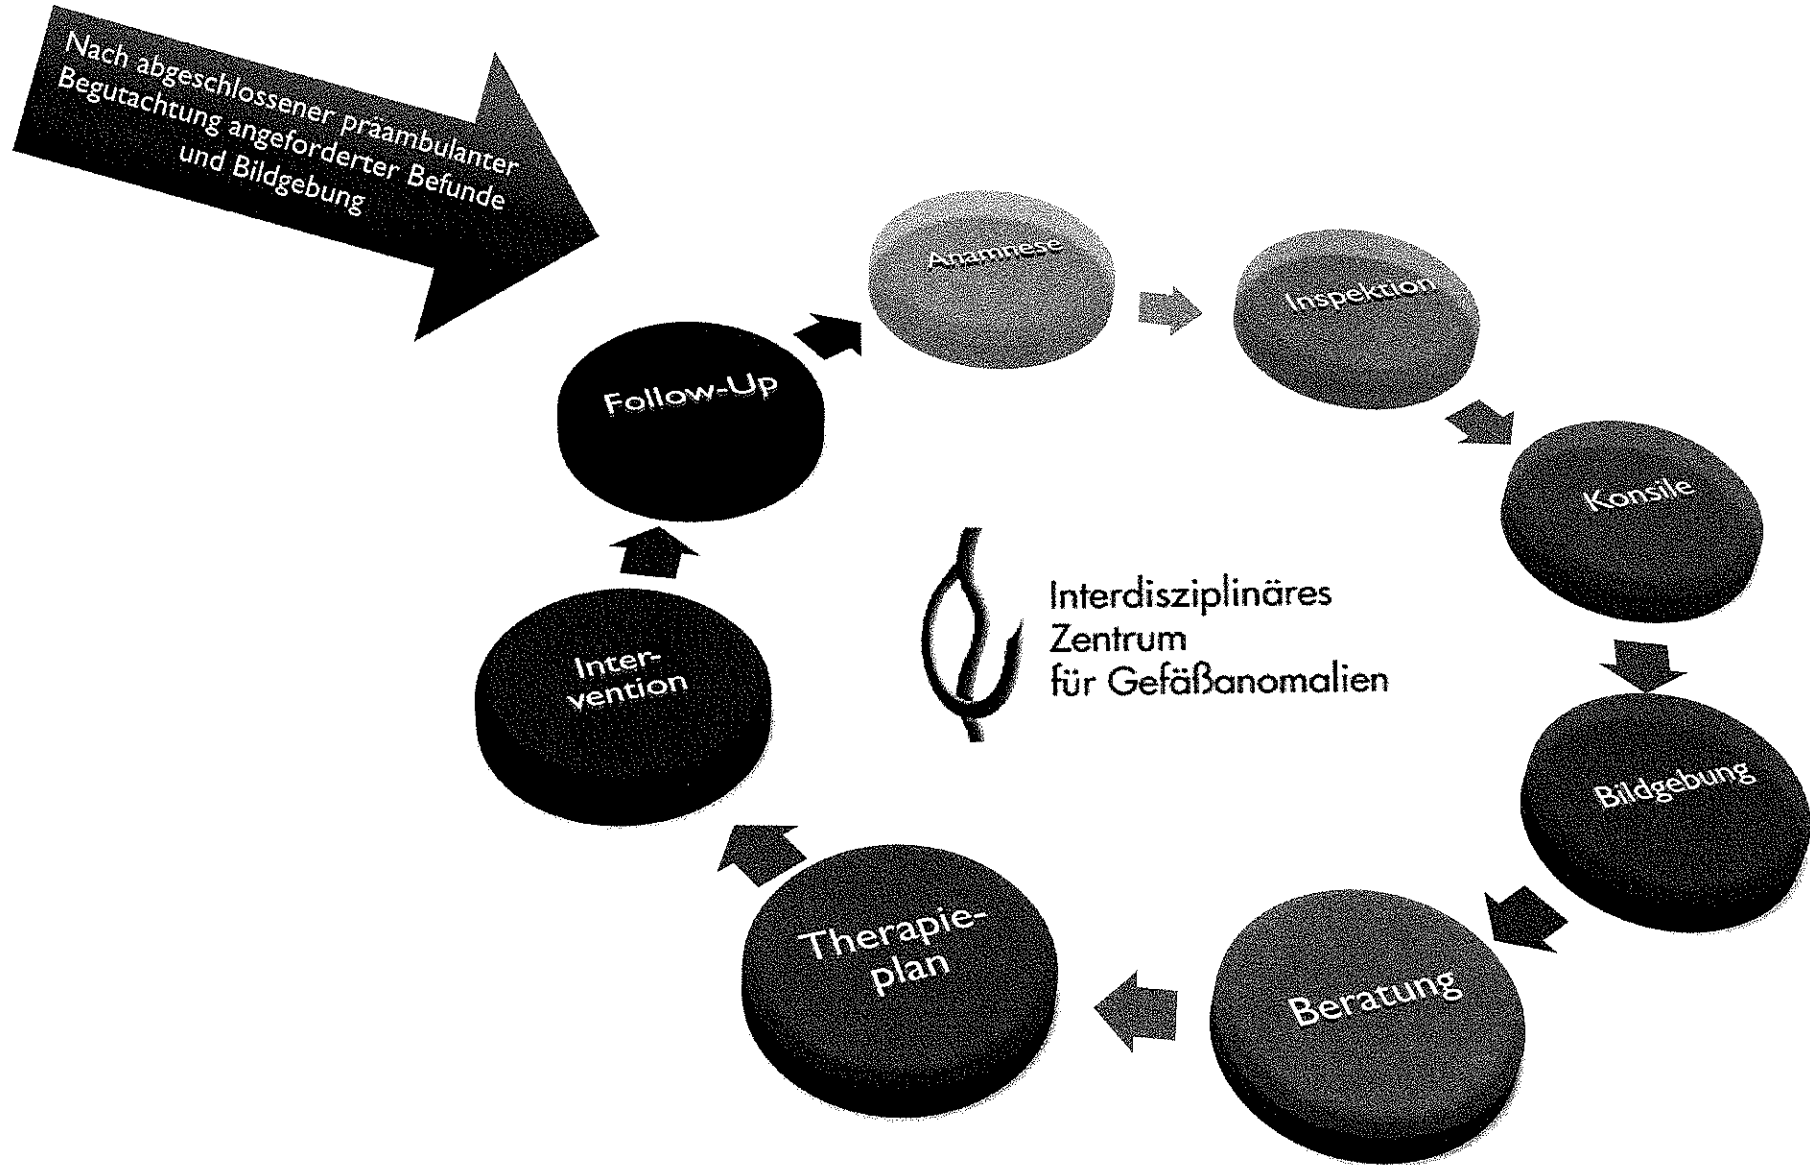 Nach abgeschlossener präambulanter
Begutachtung angeforderter Befunde
und Bildgebung
Anamnese
Inspektion
Konsile
Bildgebung
Beratung
Therapie-
plan
Inter-
vention
Follow-Up
Interdisziplinäres
Zentrum
für Gefäßanomalien